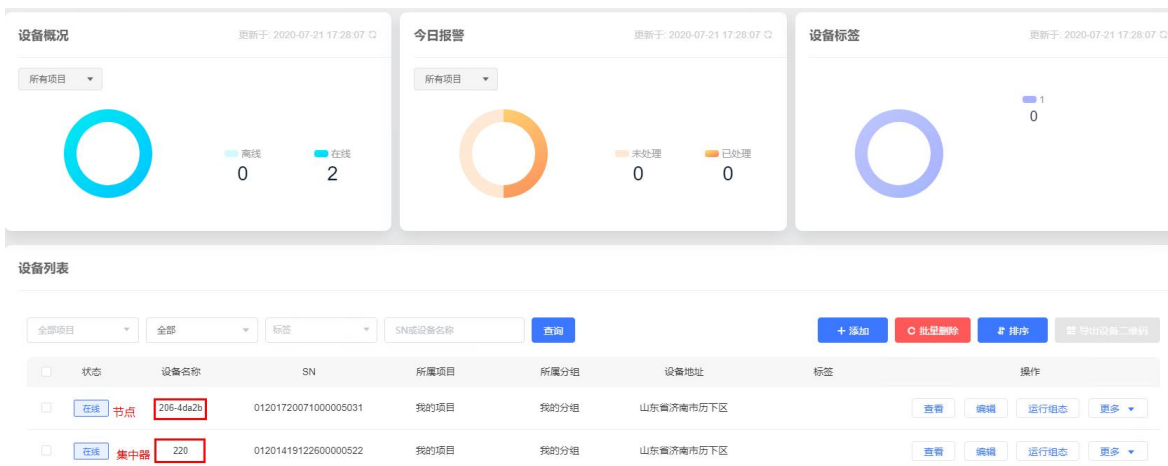 设备概况 更新于: 2020-07-21 17:28:07
今日报警 更新于: 2020-07-21 17:28:07
设备标签 更新于: 2020-07-21 17:28:07
所有项目
所有项目
离线 在线
0 2
未处理 已处理
0 0
1
0
设备列表
全部项目 全部 标签 SN或设备名称 查询 + 添加 批量删除 排序 导出设备二维码
状态 设备名称 SN 所属项目 所属分组 设备地址 标签 操作
在线 节点 206-4da2b 01201720071000005031 我的项目 我的分组 山东省济南市历下区 查看 编辑 运行组态 更多
在线 集中器 220 01201419122600000522 我的项目 我的分组 山东省济南市历下区 查看 编辑 运行组态 更多